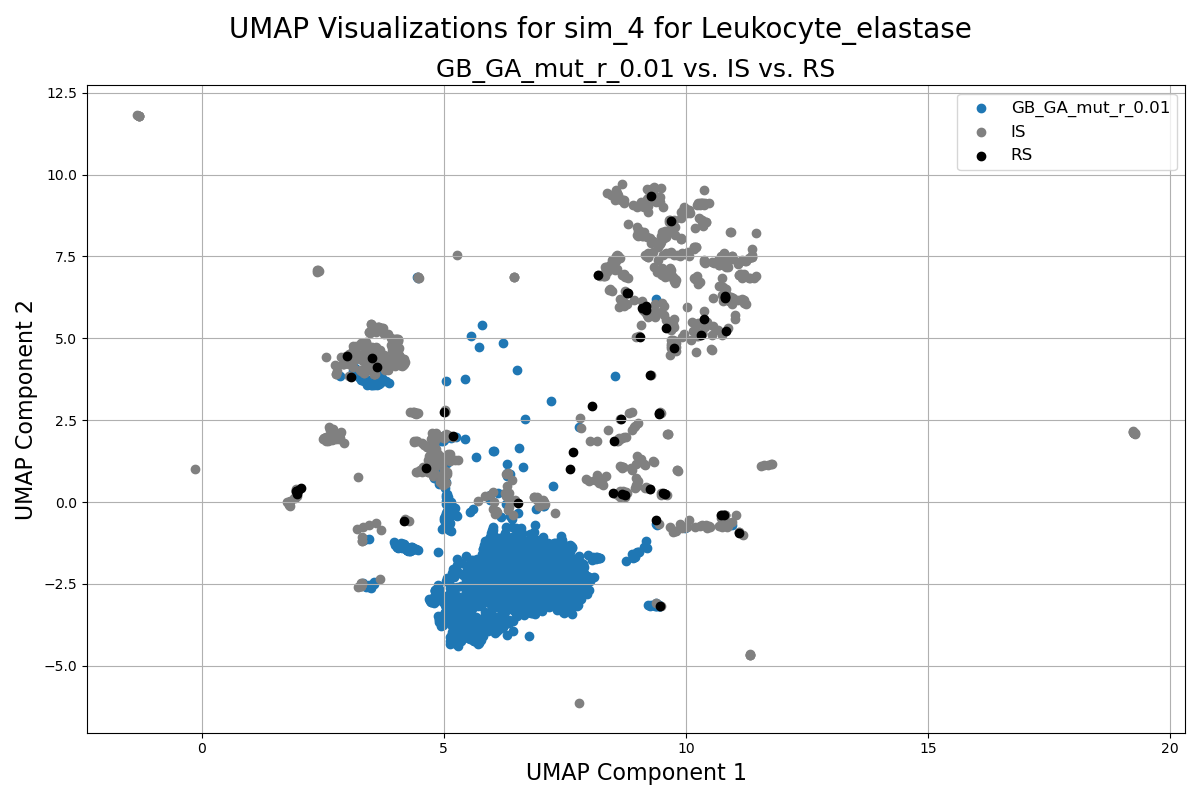 UMAP Visualizations for sim_4 for Leukocyte_elastase
GB_GA_mut_r_0.01 vs. IS vs. RS
GB_GA_mut_r_0.01
IS
RS
UMAP Component 2
12.5
10.0
7.5
5.0
2.5
0.0
−2.5
−5.0
0
5
10
15
20
UMAP Component 1